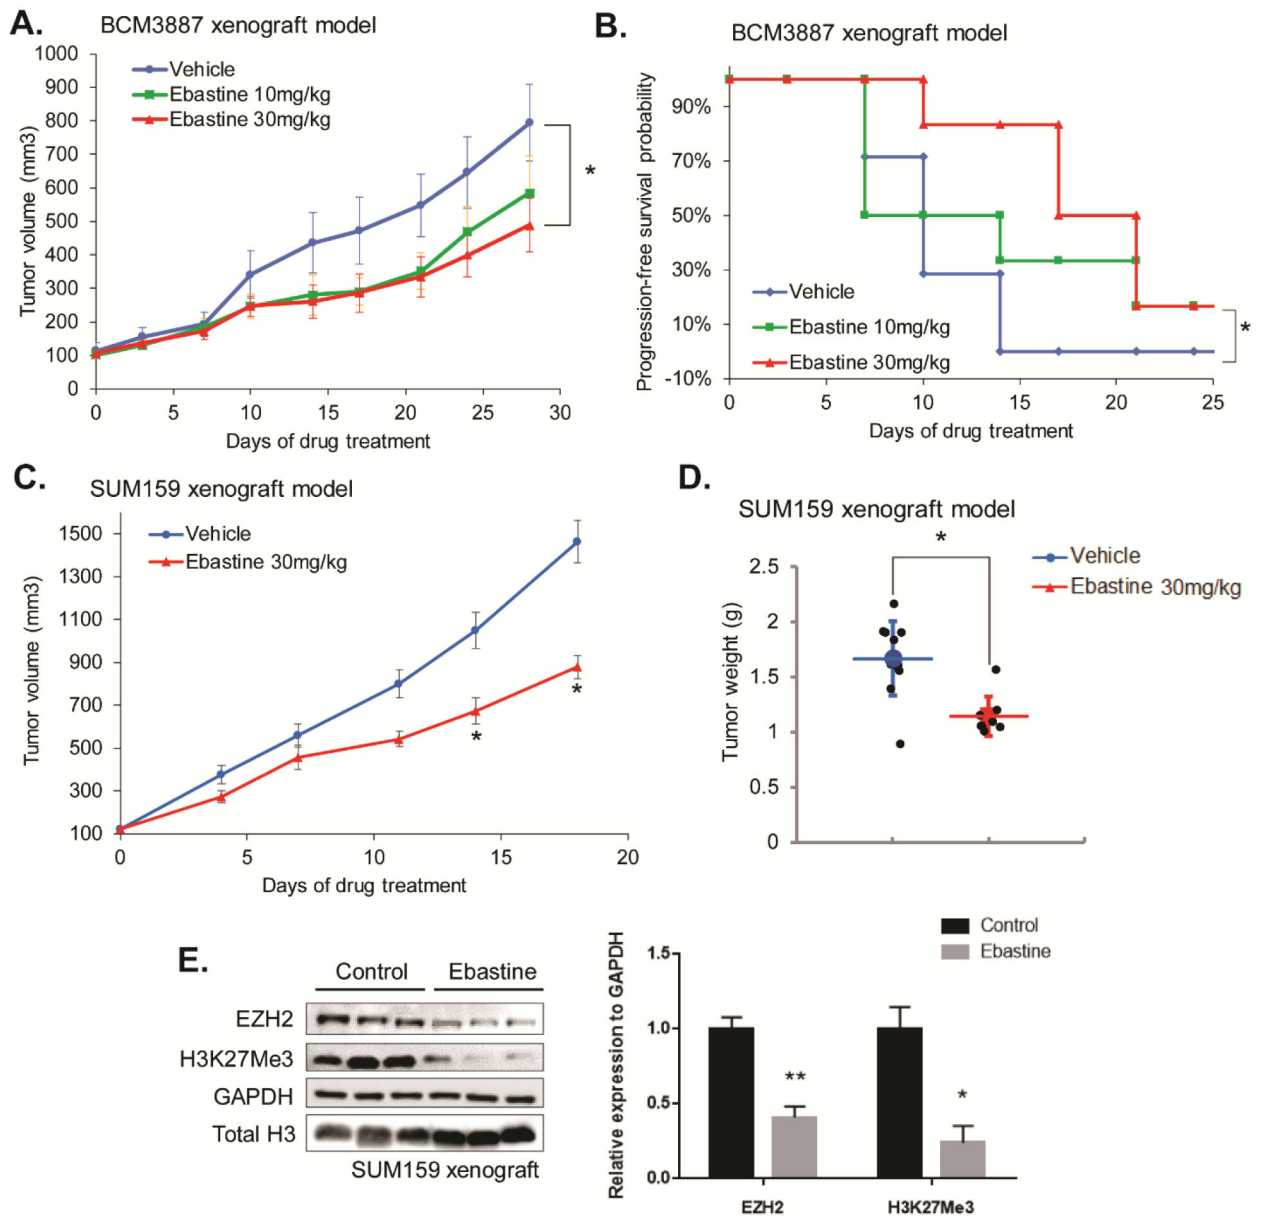 A.
BCM3887 xenograft model
Vehicle
Ebastine 10mg/kg
Ebastine 30mg/kg
Tumor volume (mm3)
1000
900
800
700
600
500
400
300
200
100
0
*
0 5 10 15 20 25 30
Days of drug treatment
B.
BCM3887 xenograft model
Progression-free survival probability
90%
70%
50%
30%
10%
-10%
Vehicle
Ebastine 10mg/kg
Ebastine 30mg/kg
*
0 5 10 15 20 25
Days of drug treatment
C.
SUM159 xenograft model
Vehicle
Ebastine 30mg/kg
Tumor volume (mm3)
1500
1300
1100
900
700
500
300
100
*
*
0 5 10 15 20
Days of drug treatment
D.
SUM159 xenograft model
*
Vehicle
Ebastine 30mg/kg
Tumor weight (g)
2.5
2
1.5
1
0.5
0
E.
Control Ebastine
EZH2
H3K27Me3
GAPDH
Total H3
SUM159 xenograft
Control
Ebastine
Relative expression to GAPDH
1.5
1.0
0.5
0.0
**
*
EZH2 H3K27Me3